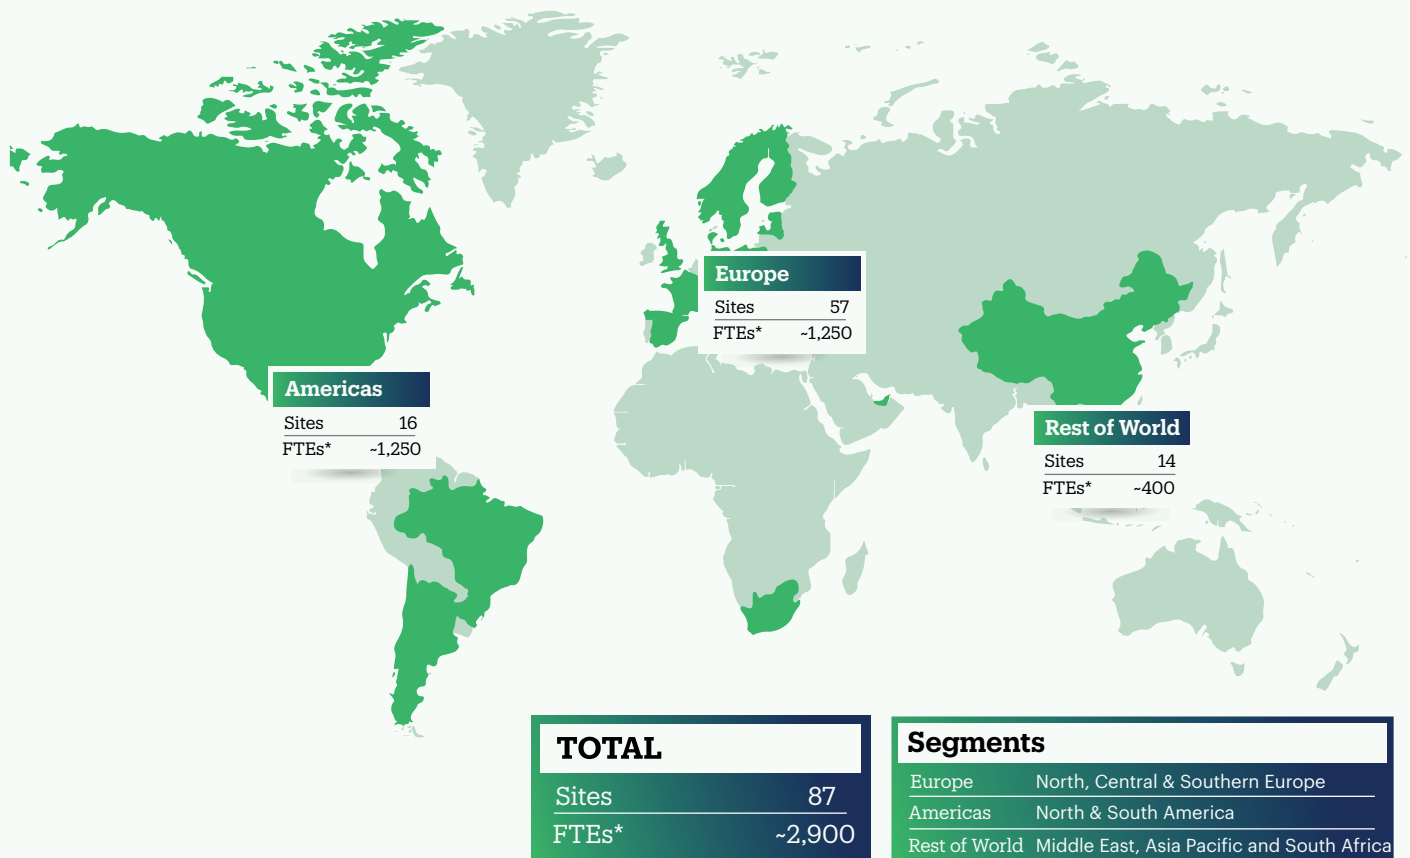 Europe
Sites 57
FTEs* ~1,250
Americas
Sites 16
FTEs* ~1,250
Rest of World
Sites 14
FTEs* ~400
TOTAL
Sites 87
FTEs* ~2,900
Segments
Europe North, Central & Southern Europe
Americas North & South America
Rest of World Middle East, Asia Pacific and South Africa